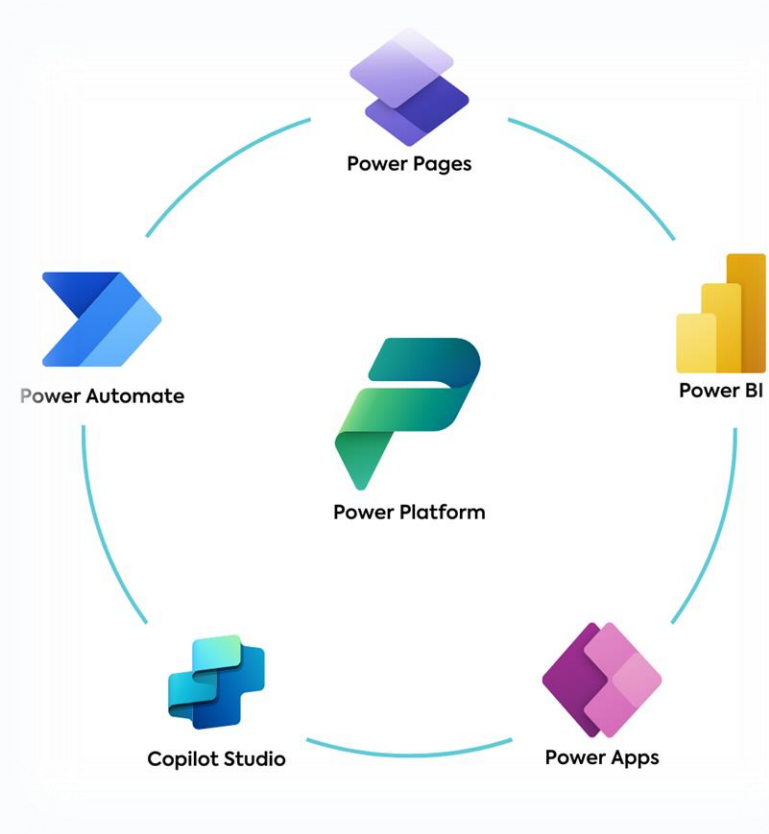 Power Pages
Power Automate
Power BI
Power Platform
Copilot Studio
Power Apps